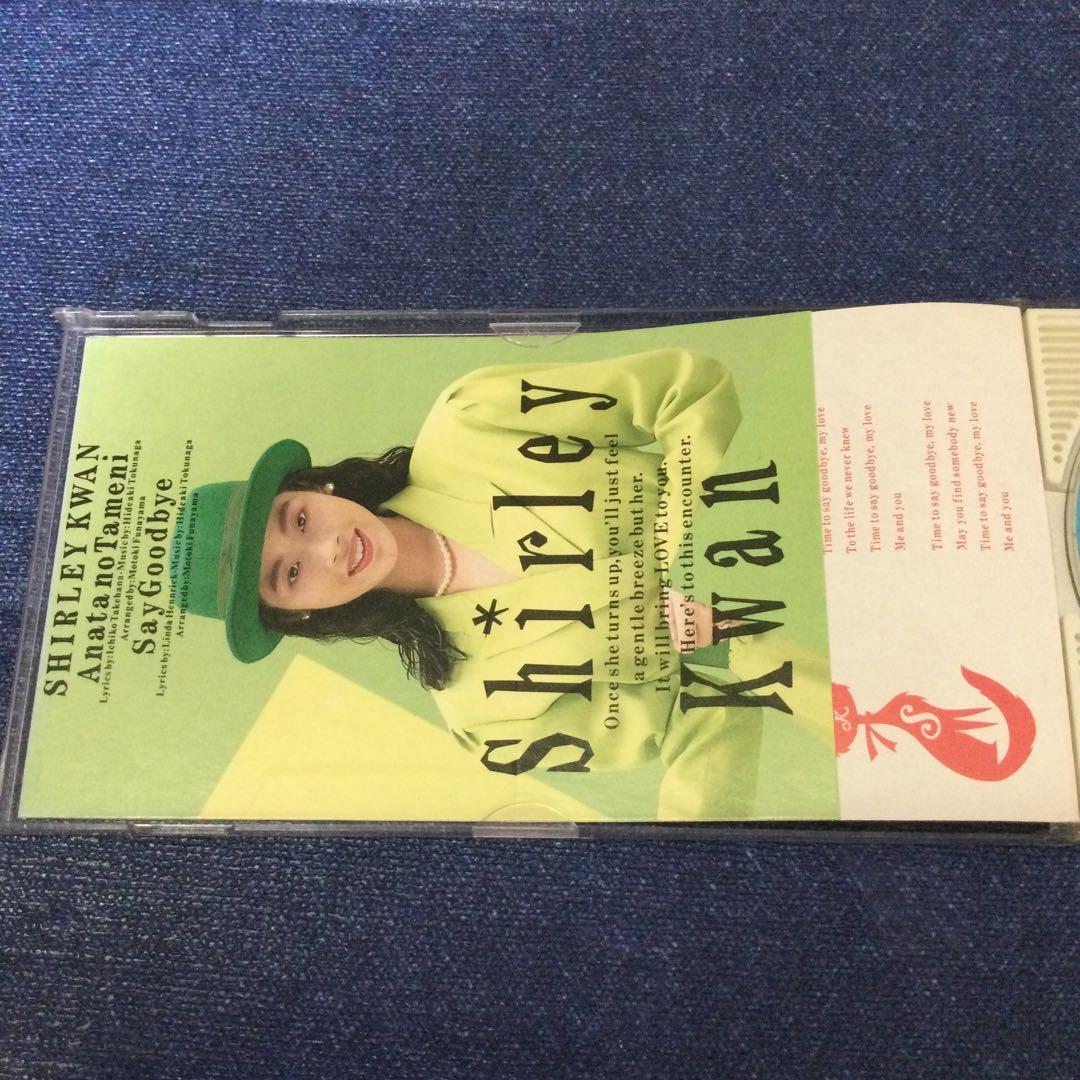 SHIRLEY KWAN
Anata no Tameni
Lyrics by:Ichiko Takehana·Music by:Hideaki Tokunaga
Arranged by:Motoki Funayama
Say Goodbye
Lyrics by:Linda Hennrick·Music by:Hideaki Tokunaga
Arranged by:Motoki Funayama
Shirley
Once she turns up, you'll just feel
a gentle breeze but her.
It will bring LOVE to you.
Here's to this encounter.
Kwan
Time to say goodbye, my love
To the life we never knew
Time to say goodbye, my love
Me and you
Time to say goodbye, my love
May you find somebody new
Time to say goodbye, my love
Me and you
K
S